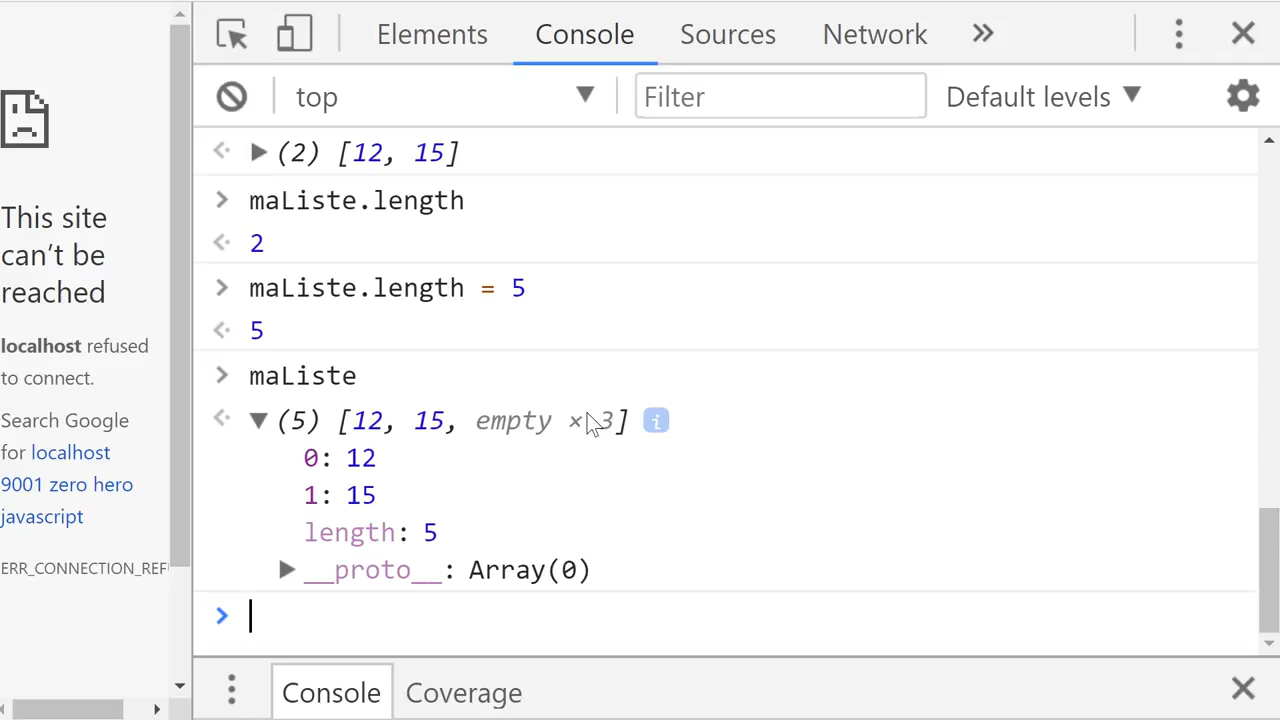 Elements Console Sources Network
top Filter Default levels
(2) [12, 15]
maListe.length
2
maListe.length = 5
5
maListe
(5) [12, 15, empty × 3] i
0: 12
1: 15
length: 5
__proto__: Array(0)
Console Coverage
This site
can’t be
reached
localhost refused
to connect.
Search Google
for localhost
9001 zero hero
javascript
ERR_CONNECTION_REF